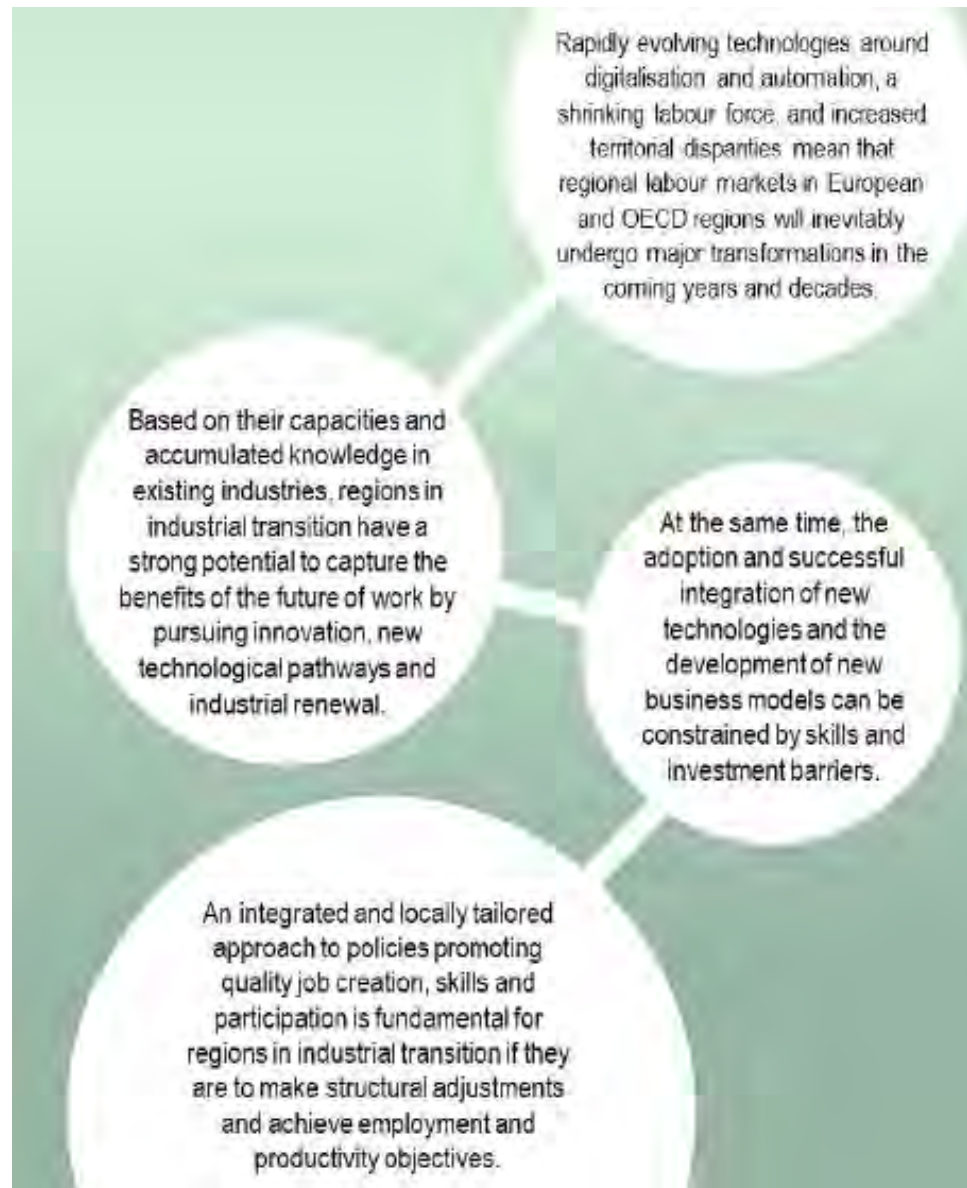 Rapidly evolving technologies around
digitalisation and automation, a
shrinking labour force, and increased
territorial disparities mean that
regional labour markets in European
and OECD regions will inevitably
undergo major transformations in the
coming years and decades.
Based on their capacities and
accumulated knowledge in
existing industries, regions in
industrial transition have a
strong potential to capture the
benefits of the future of work by
pursuing innovation, new
technological pathways and
industrial renewal.
At the same time, the
adoption and successful
integration of new
technologies and the
development of new
business models can be
constrained by skills and
investment barriers.
An integrated and locally tailored
approach to policies promoting
quality job creation, skills and
participation is fundamental for
regions in industrial transition if they
are to make structural adjustments
and achieve employment and
productivity objectives.